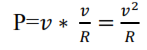 P=v * v/R = v²/R